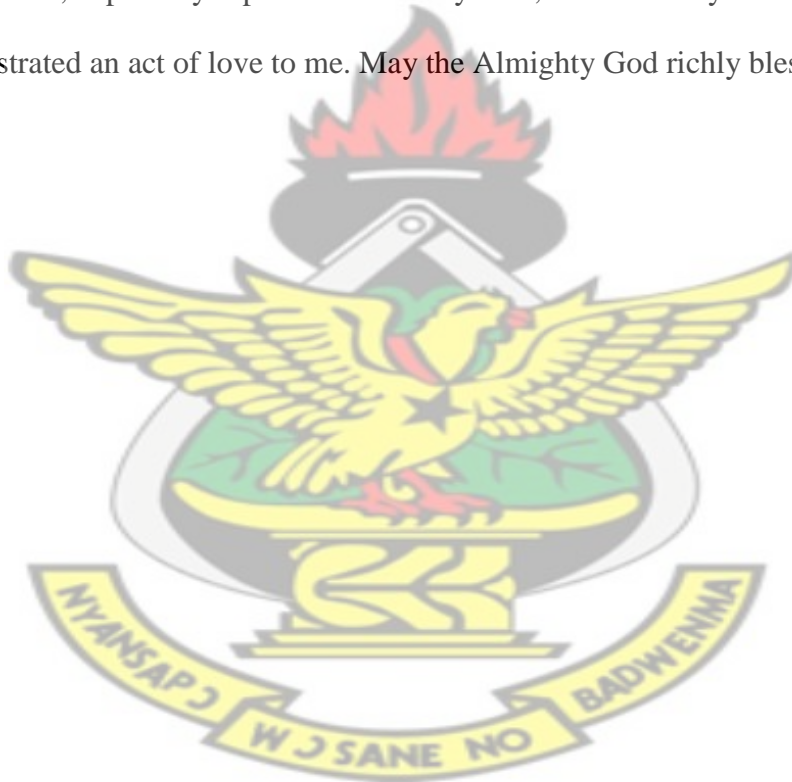 strated an act of love to me. May the Almighty God richly bles
NYANSAPƆ
WƆSANE NO
BADWENMA